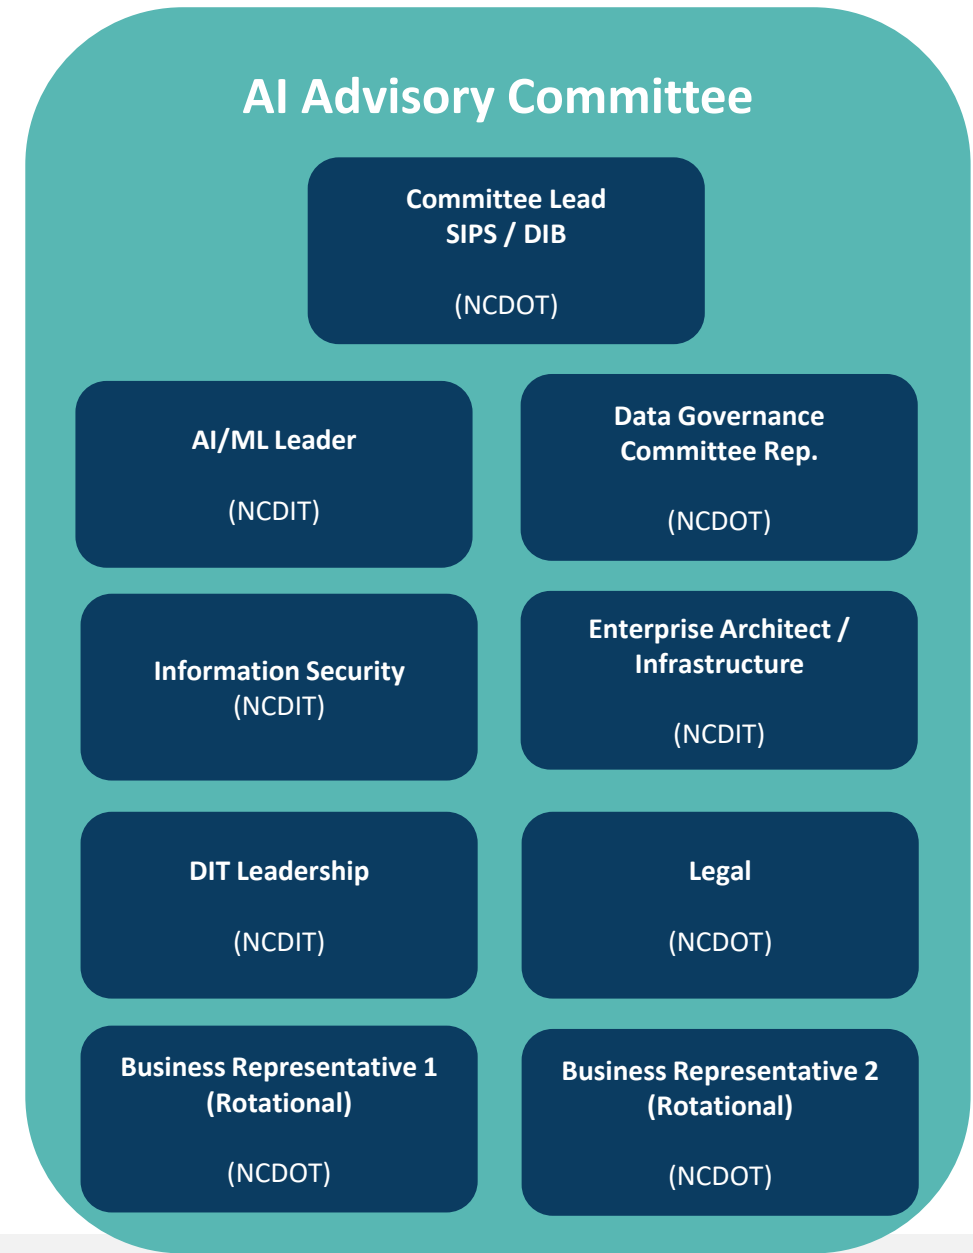 AI Advisory Committee
Committee Lead
SIPS / DIB
(NCDOT)
AI/ML Leader
(NCDIT)
Data Governance
Committee Rep.
(NCDOT)
Information Security
(NCDIT)
Enterprise Architect /
Infrastructure
(NCDIT)
DIT Leadership
(NCDIT)
Legal
(NCDOT)
Business Representative 1
(Rotational)
(NCDOT)
Business Representative 2
(Rotational)
(NCDOT)